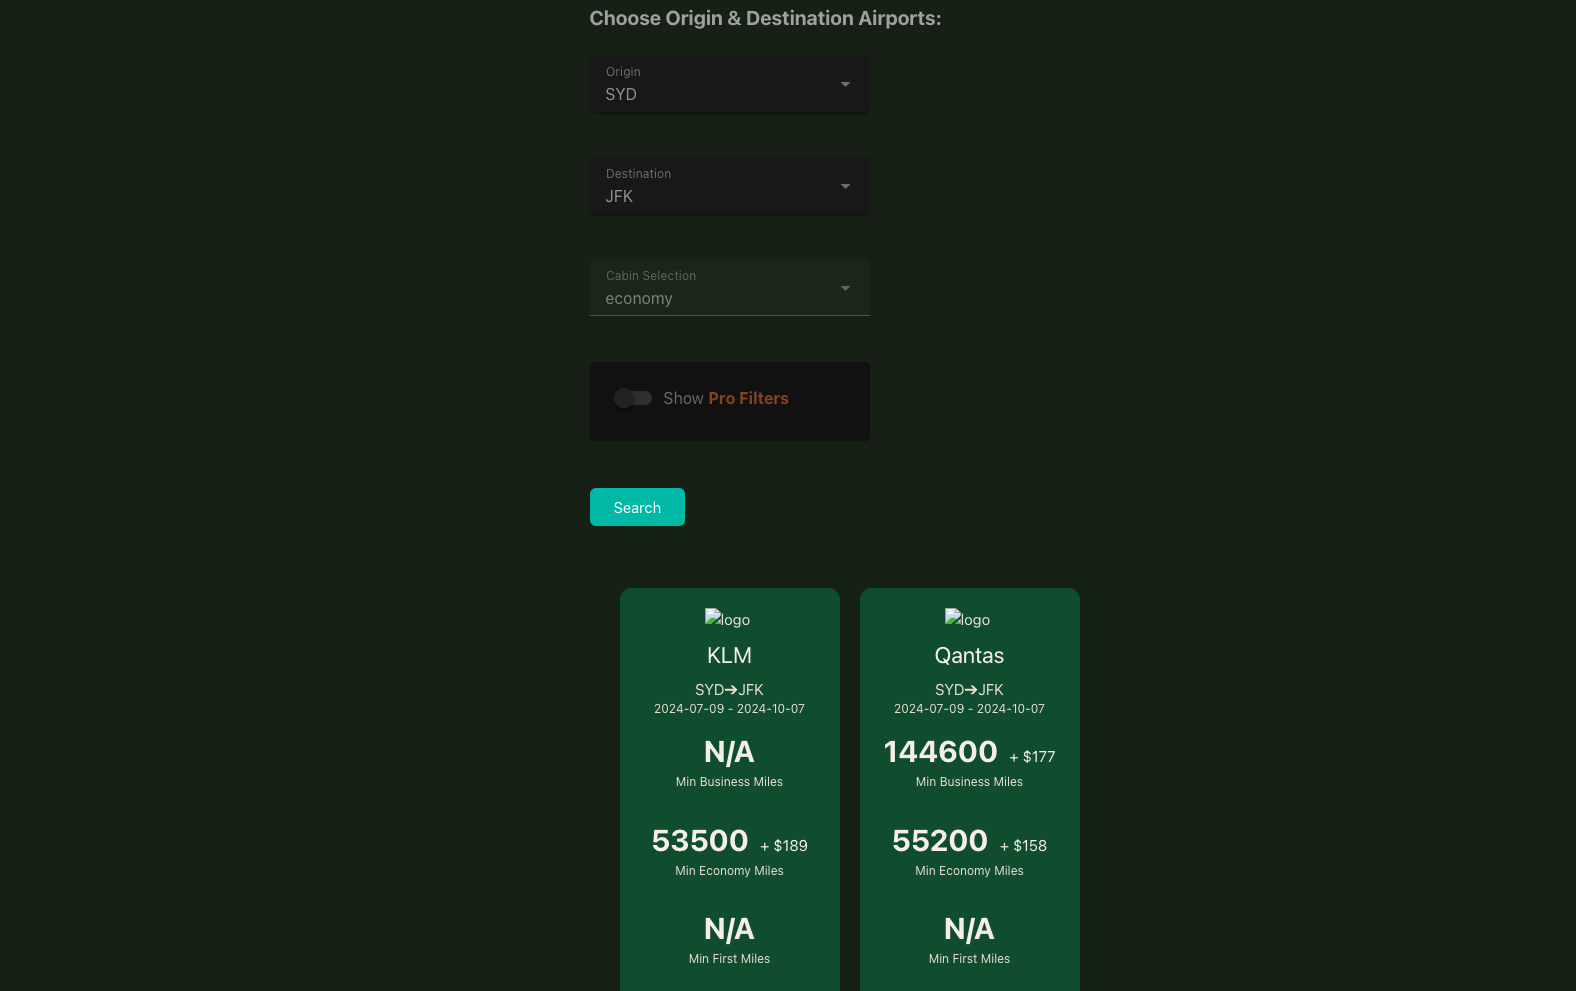 Choose Origin & Destination Airports:
Origin
SYD
Destination
JFK
Cabin Selection
economy
Show Pro Filters
Search
logo
KLM
SYD➔JFK
2024-07-09 - 2024-10-07
N/A
Min Business Miles
53500 + $189
Min Economy Miles
N/A
Min First Miles
logo
Qantas
SYD➔JFK
2024-07-09 - 2024-10-07
144600 + $177
Min Business Miles
55200 + $158
Min Economy Miles
N/A
Min First Miles